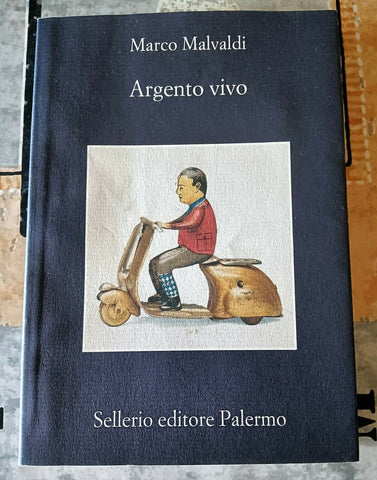 Marco Malvaldi
Argento vivo
Sellerio editore Palermo